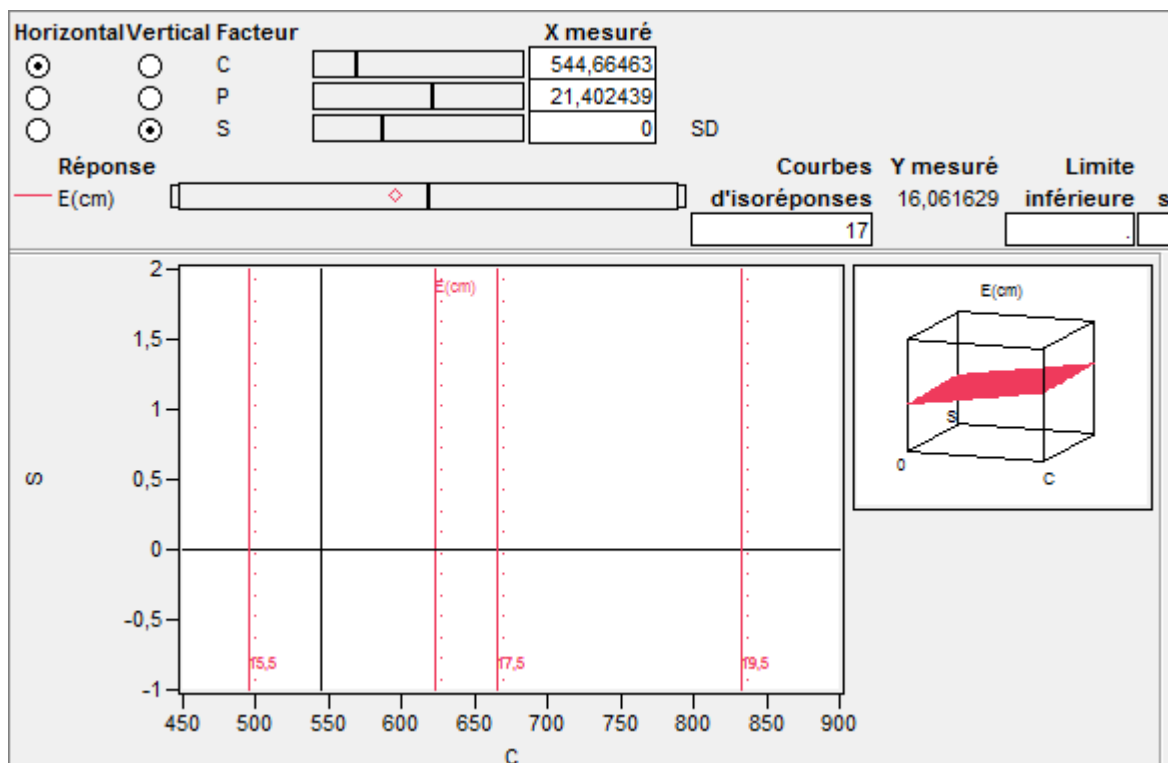 Horizontal Vertical Facteur X mesuré
C 544,66463
P 21,402439
S 0 SD
Réponse Courbes Y mesuré Limite
E(cm) d'isoréponses 16,061629 inférieure s
17 .
2
E(cm)
E(cm)
1,5
1
S
0,5
0 C
S
0
-0,5
15,5 17,5 19,5
-1
450 500 550 600 650 700 750 800 850 900
C